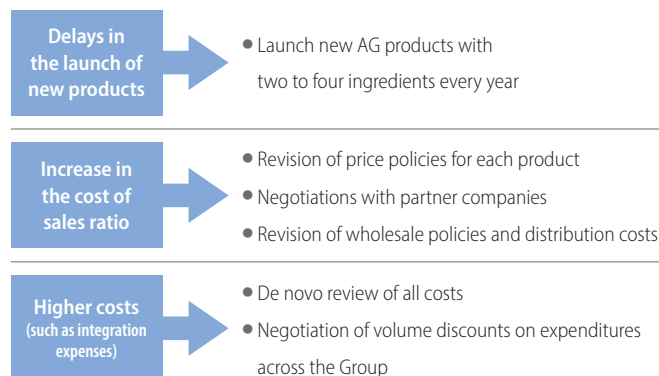 Delays in
the launch of
new products
● Launch new AG products with
two to four ingredients every year
Increase in
the cost of
sales ratio
● Revision of price policies for each product
● Negotiations with partner companies
● Revision of wholesale policies and distribution costs
Higher costs
(such as integration
expenses)
● De novo review of all costs
● Negotiation of volume discounts on expenditures
across the Group